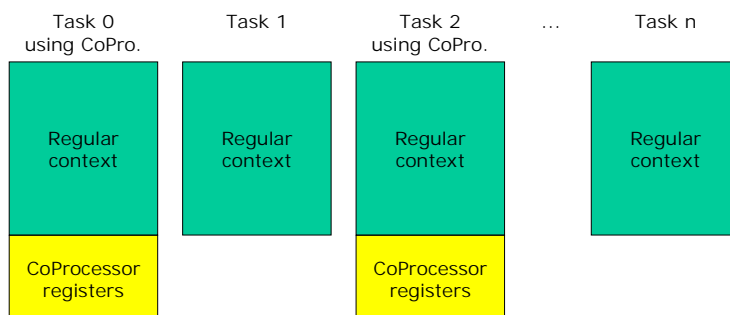 Task 0
using CoPro.
Task 1
Task 2
using CoPro.
...
Task n
Regular
context
Regular
context
Regular
context
Regular
context
CoProcessor
registers
CoProcessor
registers